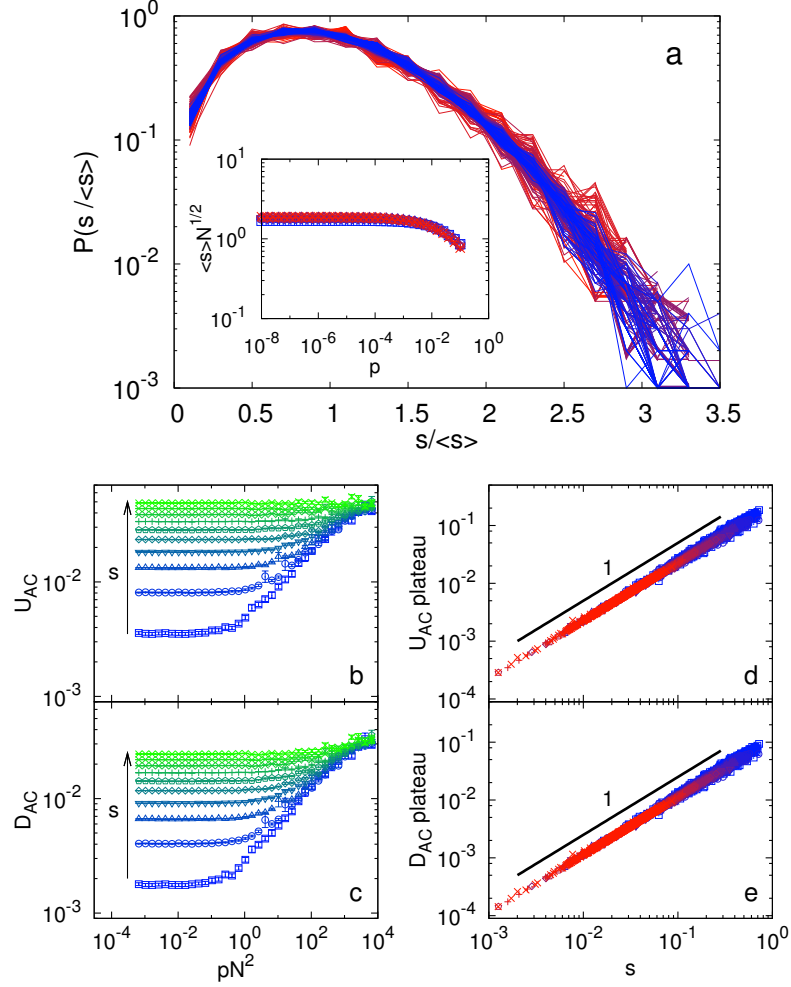 a
10^0
10^-1
10^-2
10^-3
P(s /<s>)
0 0.5 1 1.5 2 2.5 3 3.5
s/<s>
10^1
10^0
10^-1
<s>N^1/2
10^-8 10^-6 10^-4 10^-2 10^0
p
10^-2
10^-3
U_AC
s
b
10^-1
10^-2
10^-3
10^-4
U_AC plateau
1
d
10^-2
10^-3
D_AC
s
c
10^-4 10^-2 10^0 10^2 10^4
pN^2
10^-1
10^-2
10^-3
10^-4
D_AC plateau
1
e
10^-3 10^-2 10^-1 10^0
s